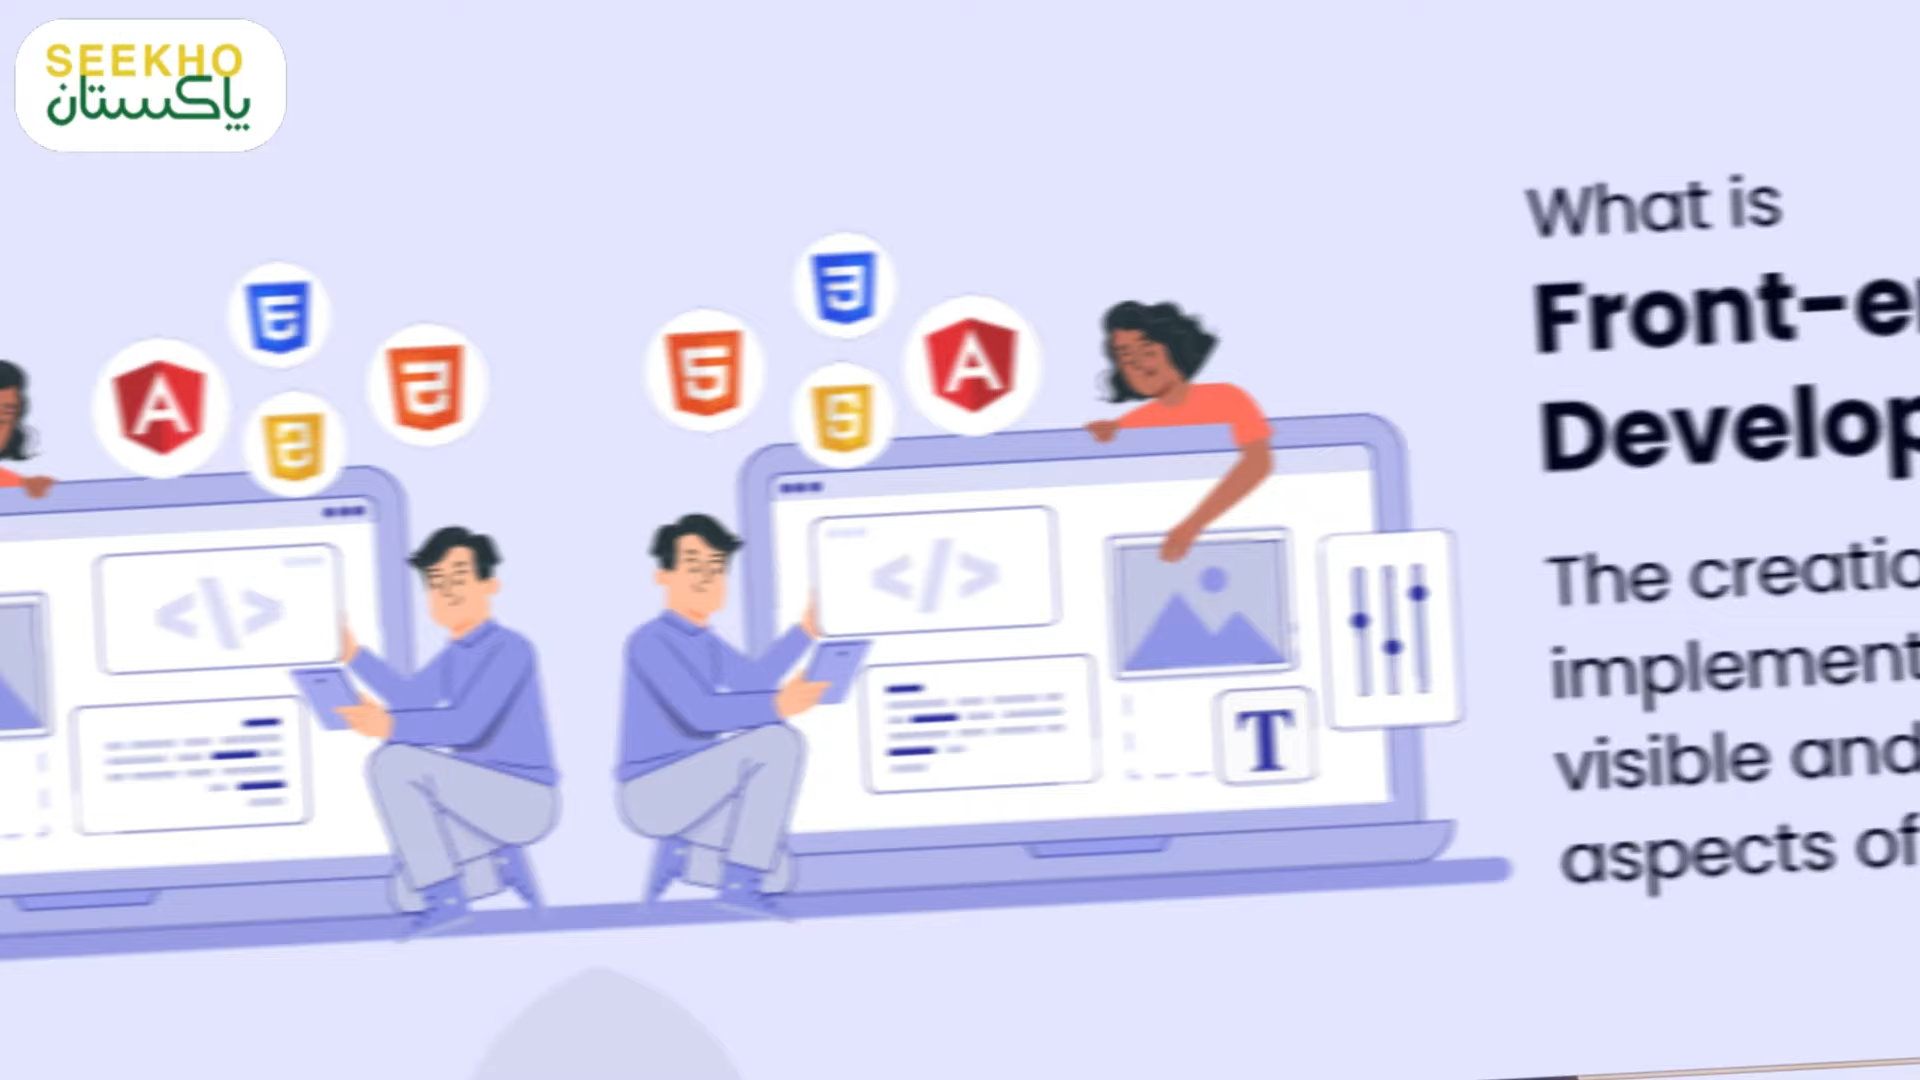 SEEKHO
پاکستان
What is
Front-e
Develop
The creatio
implement
visible and
aspects of